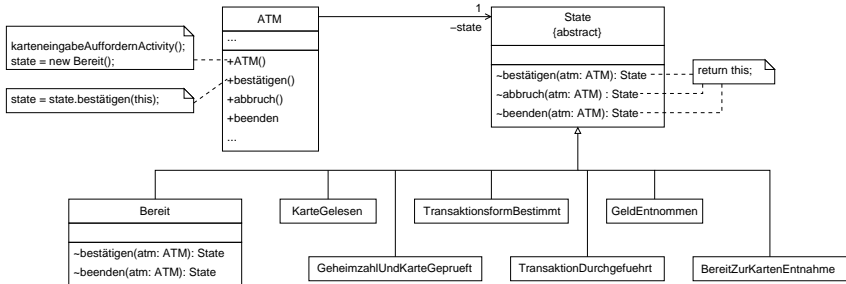 ATM
...
+ATM()
+bestätigen()
+abbruch()
+beenden
...
karteneingabeAuffordernActivity();
state = new Bereit();
state = state.bestätigen(this);
1
−state
State
{abstract}
~bestätigen(atm: ATM): State
~abbruch(atm: ATM) : State
~beenden(atm: ATM): State
return this;
Bereit
~bestätigen(atm: ATM): State
~beenden(atm: ATM): State
KarteGelesen
TransaktionsformBestimmt
GeldEntnommen
GeheimzahlUndKarteGeprueft
TransaktionDurchgefuehrt
BereitZurKartenEntnahme